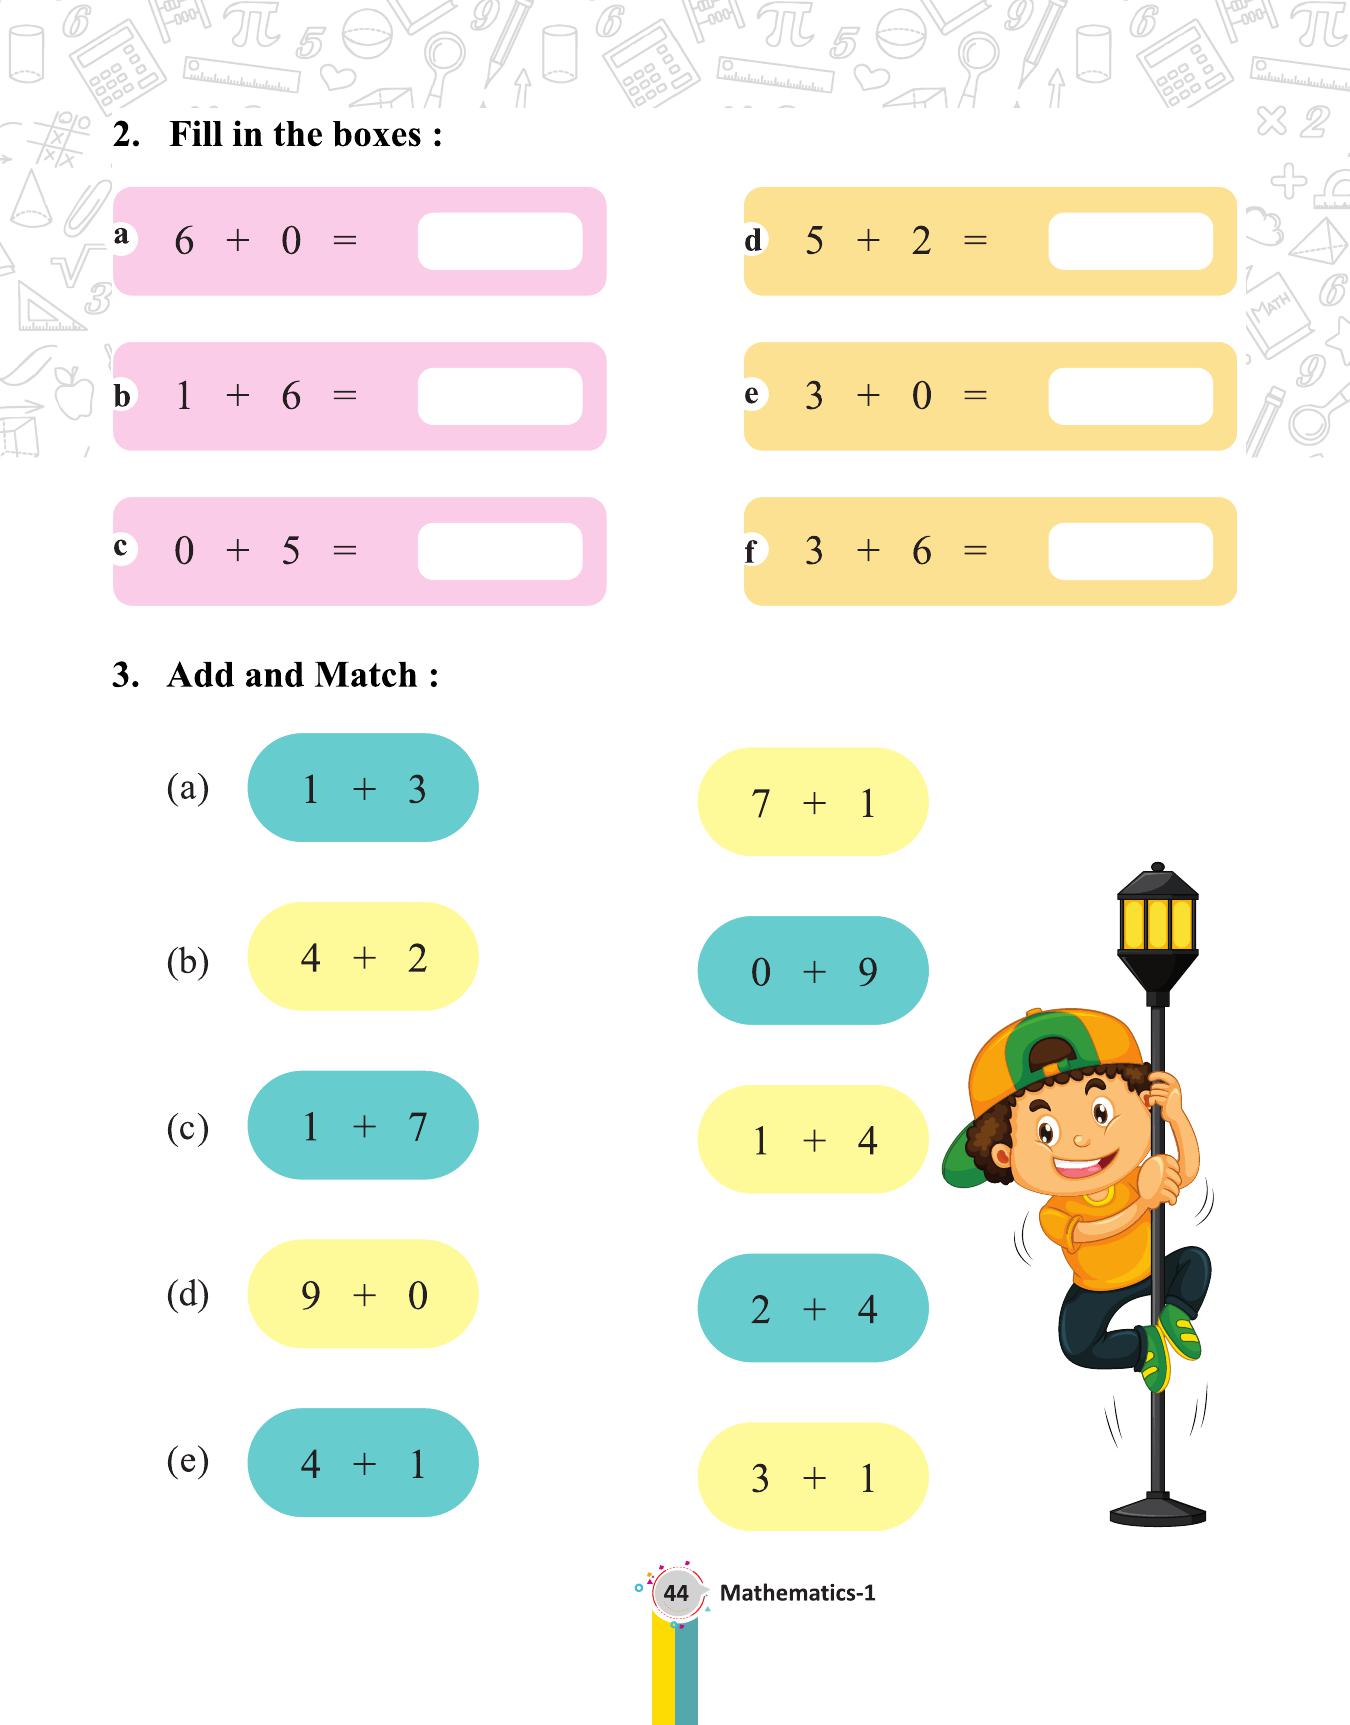 2. Fill in the boxes :
a 6 + 0 =
d 5 + 2 =
b 1 + 6 =
e 3 + 0 =
c 0 + 5 =
f 3 + 6 =
3. Add and Match :
(a) 1 + 3
7 + 1
(b) 4 + 2
0 + 9
(c) 1 + 7
1 + 4
(d) 9 + 0
2 + 4
(e) 4 + 1
3 + 1
44 Mathematics-1